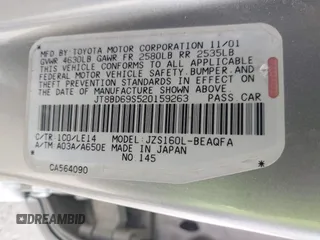 MFD BY: TOYOTA MOTOR CORPORATION 11/01
GVWR 4630LB GAWR FR 2580LB RR 2535LB
THIS VEHICLE CONFORMS TO ALL APPLICABLE
FEDERAL MOTOR VEHICLE SAFETY, BUMPER, AND
THEFT PREVENTION STANDARDS IN EFFECT ON
THE DATE OF MANUFACTURE SHOWN ABOVE.
JT8BD69S520159263 PASS CAR
C/TR 1C0/LE14 MODEL: JZS160L-BEAQFA
A/TM A03A/A650E MADE IN JAPAN
NO. 145
CA564090
© DREAMBID